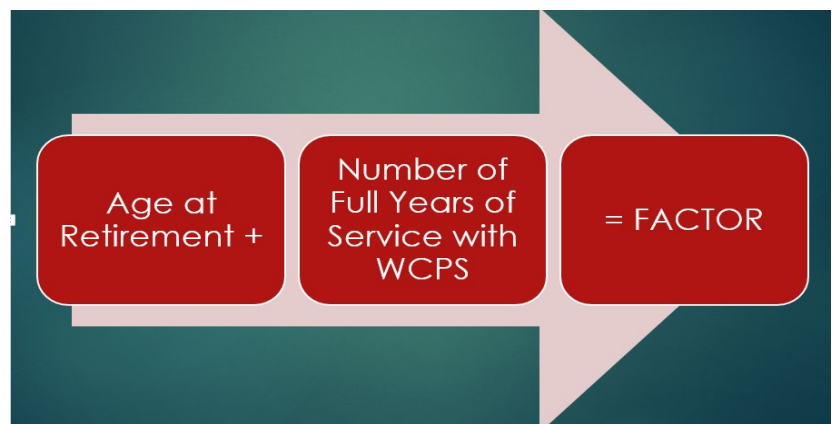 Age at
Retirement +
Number of
Full Years of
Service with
WCPS
= FACTOR